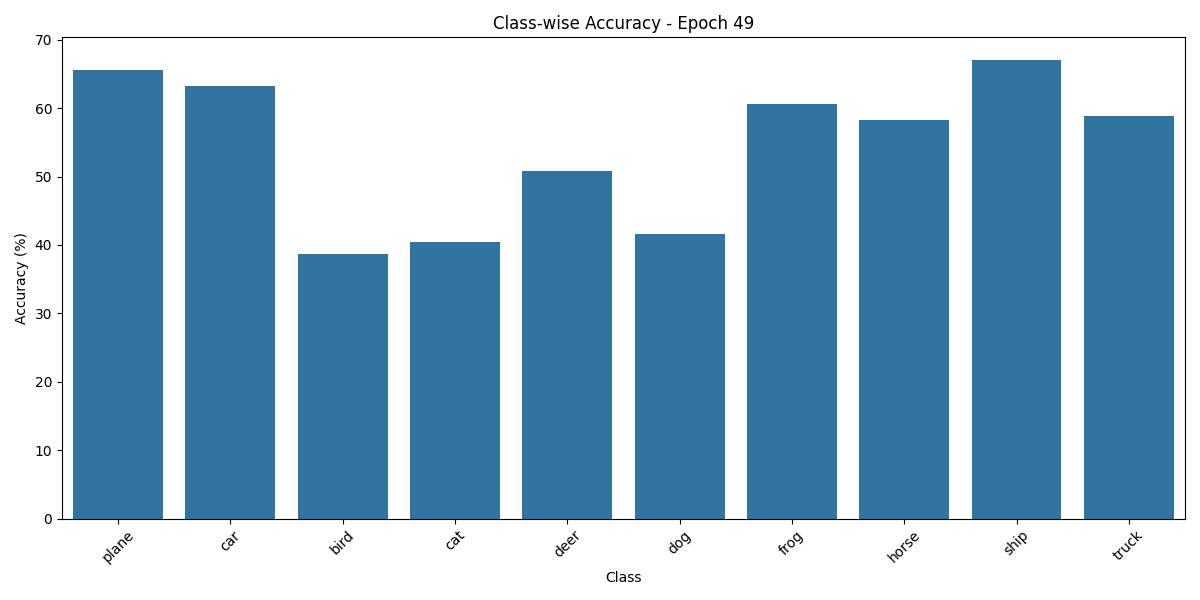 Class-wise Accuracy - Epoch 49
Accuracy (%)
70
60
50
40
30
20
10
0
plane
car
bird
cat
deer
dog
frog
horse
ship
truck
Class